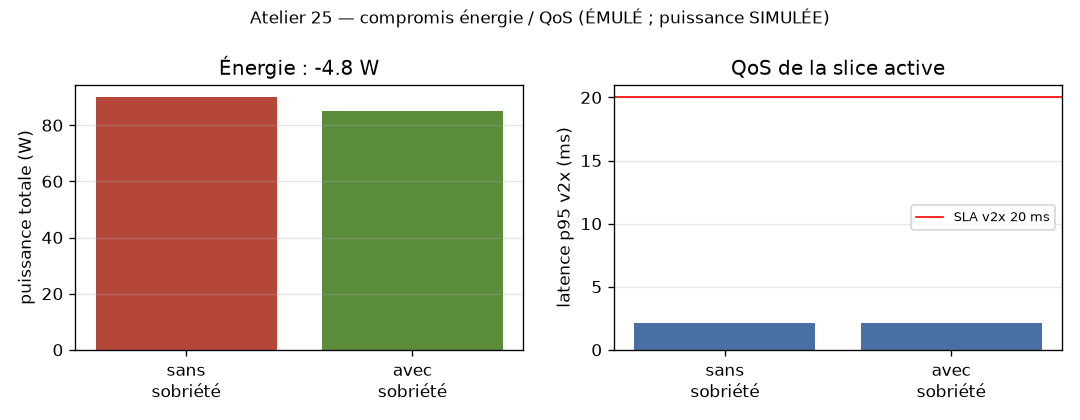 Atelier 25 — compromis énergie / QoS (ÉMULÉ ; puissance SIMULÉE)
Énergie : -4.8 W
puissance totale (W)
80
60
40
20
0
sans
sobriété
avec
sobriété
QoS de la slice active
latence p95 v2x (ms)
20
15
10
5
0
SLA v2x 20 ms
sans
sobriété
avec
sobriété